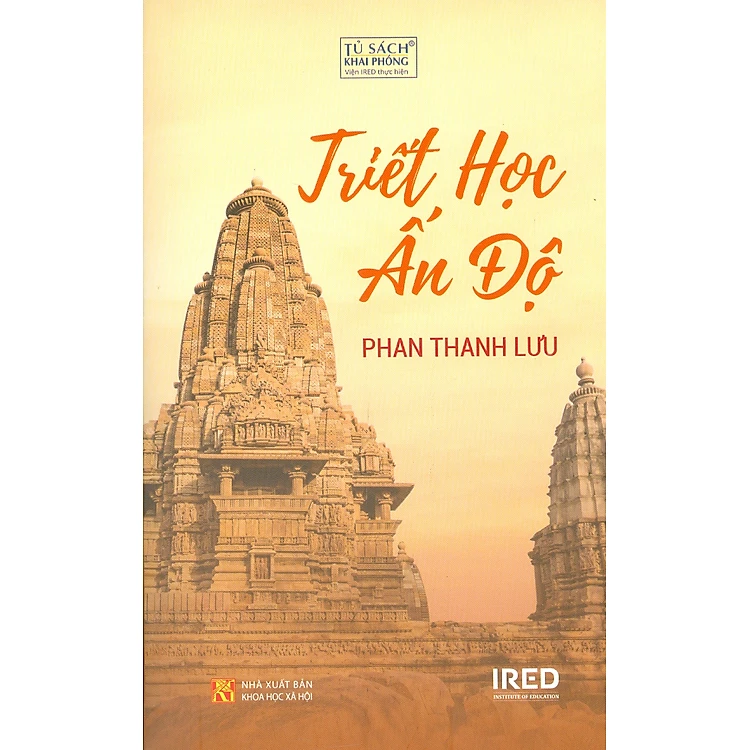 TỦ SÁCH®
KHAI PHÓNG
Viện IRED thực hiện
Triết Học
Ấn Độ
PHAN THANH LƯU
NHÀ XUẤT BẢN
KHOA HỌC XÃ HỘI
IRED
INSTITUTE OF EDUCATION